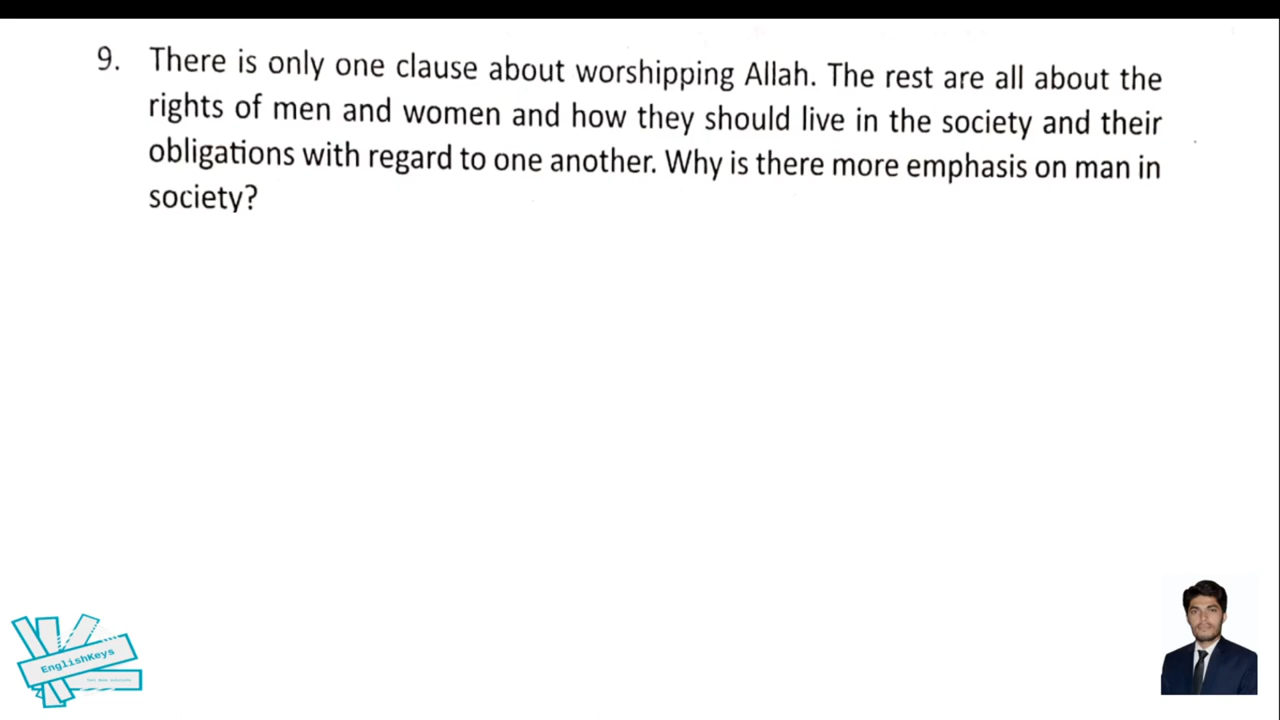 9. There is only one clause about worshipping Allah. The rest are all about the
rights of men and women and how they should live in the society and their
obligations with regard to one another. Why is there more emphasis on man in
society?
EnglishKeys